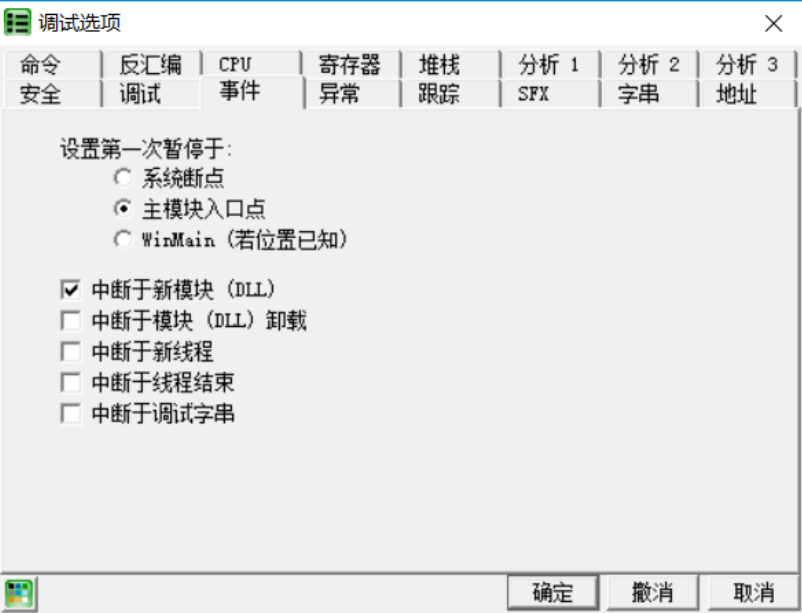 调试选项
命令 反汇编 CPU 寄存器 堆栈 分析 1 分析 2 分析 3
安全 调试 事件 异常 跟踪 SFX 字串 地址
设置第一次暂停于:
系统断点
主模块入口点
WinMain (若位置已知)
中断于新模块 (DLL)
中断于模块 (DLL) 卸载
中断于新线程
中断于线程结束
中断于调试字串
确定 撤消 取消